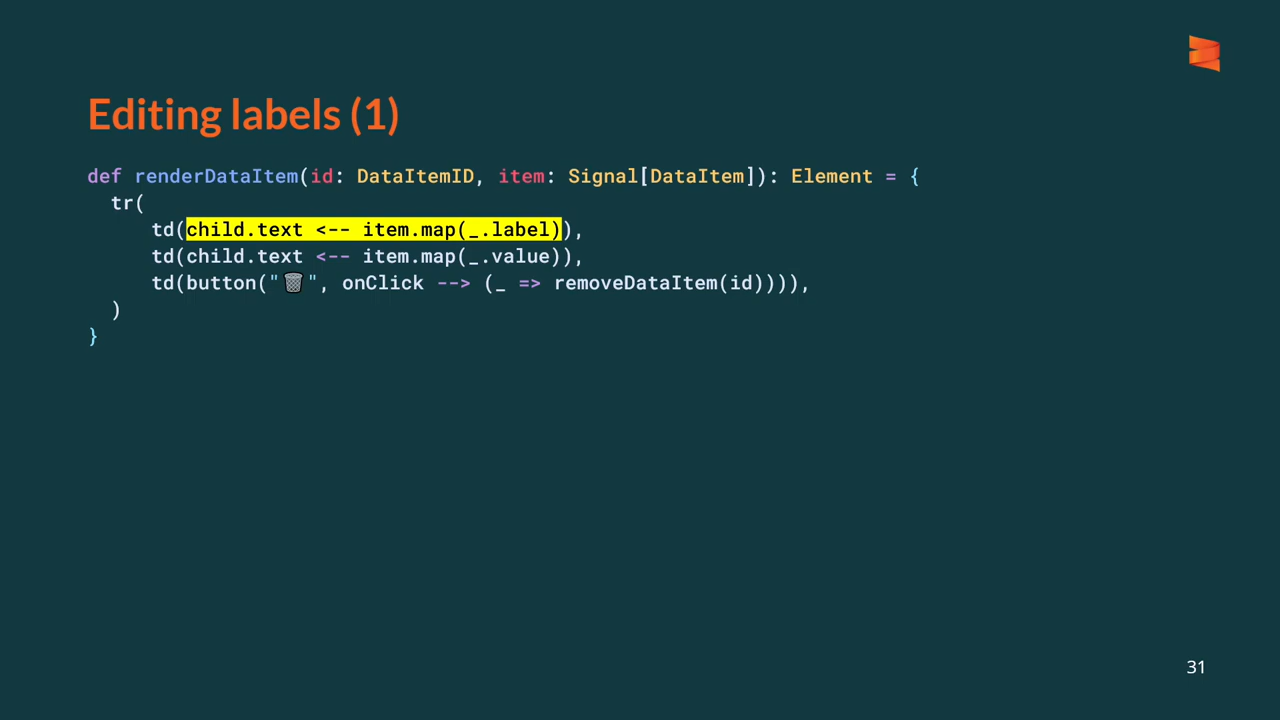 Editing labels (1)
def renderDataItem(id: DataItemID, item: Signal[DataItem]): Element = {
tr(
td(child.text <-- item.map(_.label)),
td(child.text <-- item.map(_.value)),
td(button("🗑️", onClick --> (_ => removeDataItem(id)))),
)
}
31